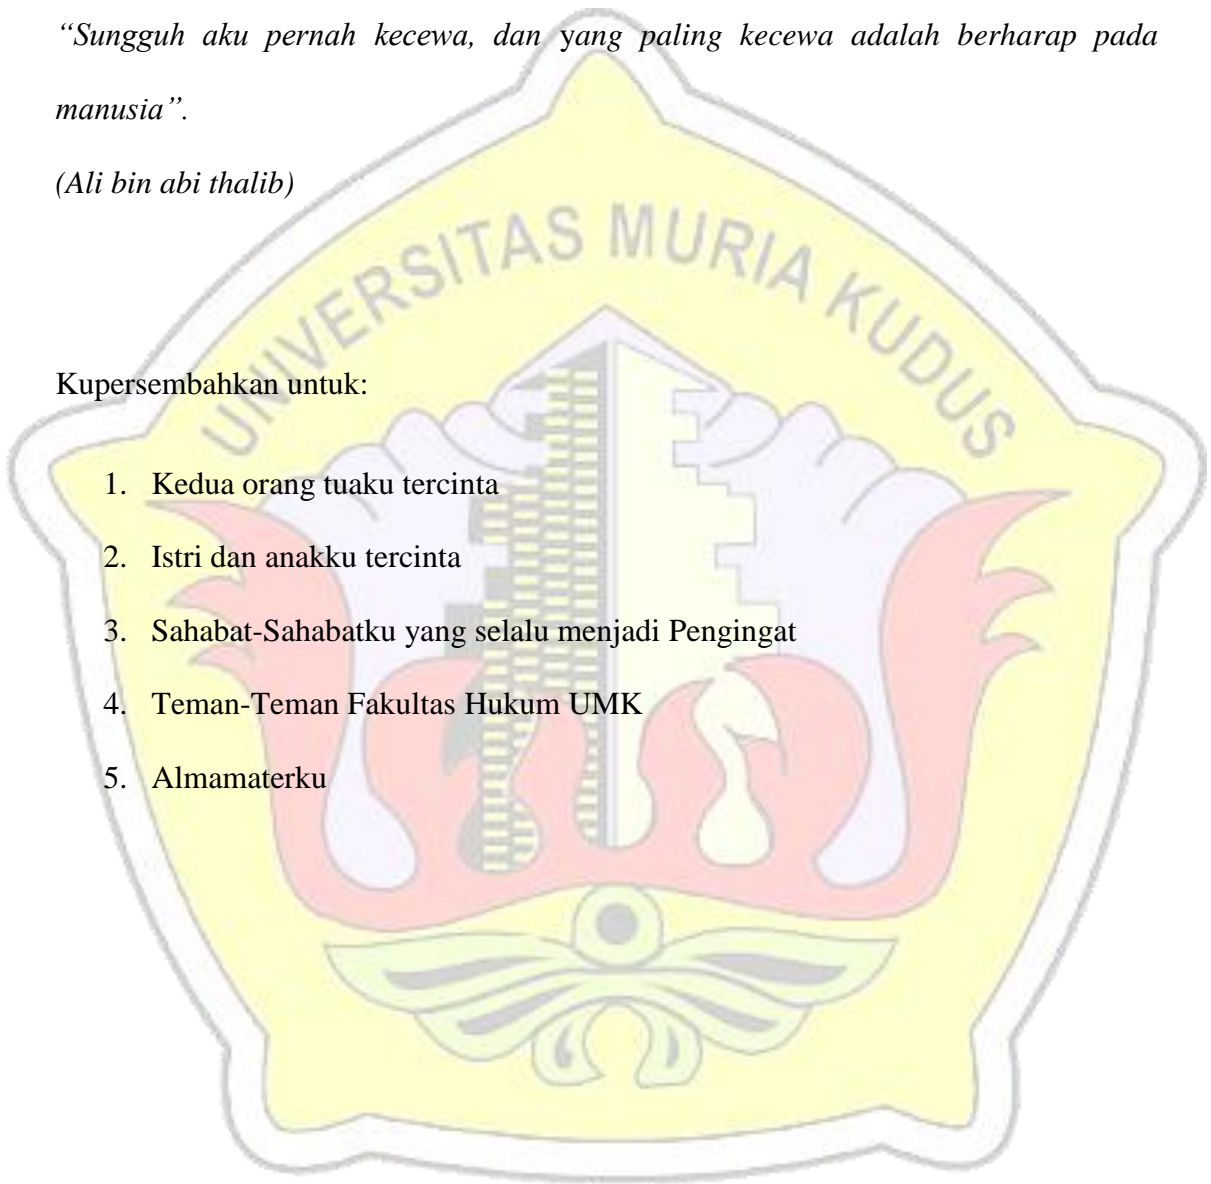 “Sungguh aku pernah kecewa, dan yang paling kecewa adalah berharap pada
manusia”.
(Ali bin abi thalib)
UNIVERSITAS MURIA KUDUS
Kupersembahkan untuk:
1. Kedua orang tuaku tercinta
2. Istri dan anakku tercinta
3. Sahabat-Sahabatku yang selalu menjadi Pengingat
4. Teman-Teman Fakultas Hukum UMK
5. Almamaterku